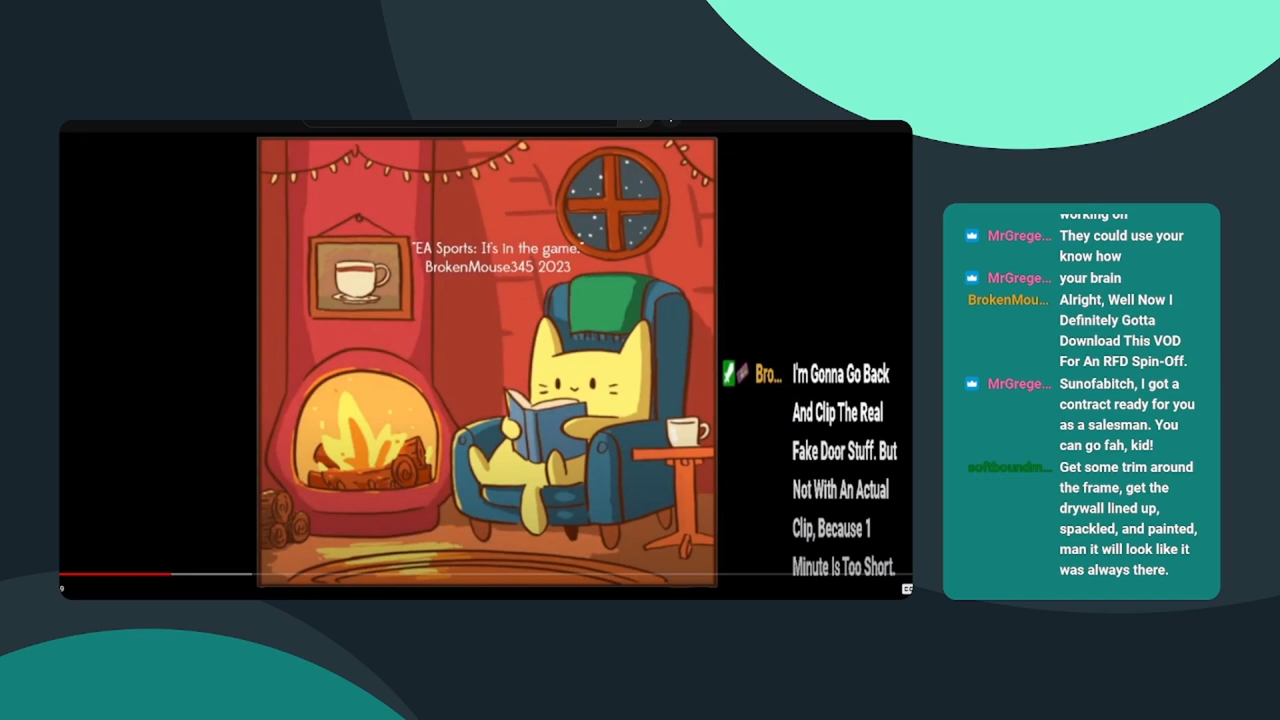 "EA Sports: It's in the game."
BrokenMouse345 2023
Bro... I'm Gonna Go Back
And Clip The Real
Fake Door Stuff. But
Not With An Actual
Clip, Because 1
Minute Is Too Short.
working on
MrGrege... They could use your
know how
MrGrege... your brain
BrokenMou... Alright, Well Now I
Definitely Gotta
Download This VOD
For An RFD Spin-Off.
MrGrege... Sunofabitch, I got a
contract ready for you
as a salesman. You
can go fah, kid!
softboundm... Get some trim around
the frame, get the
drywall lined up,
spackled, and painted,
man it will look like it
was always there.